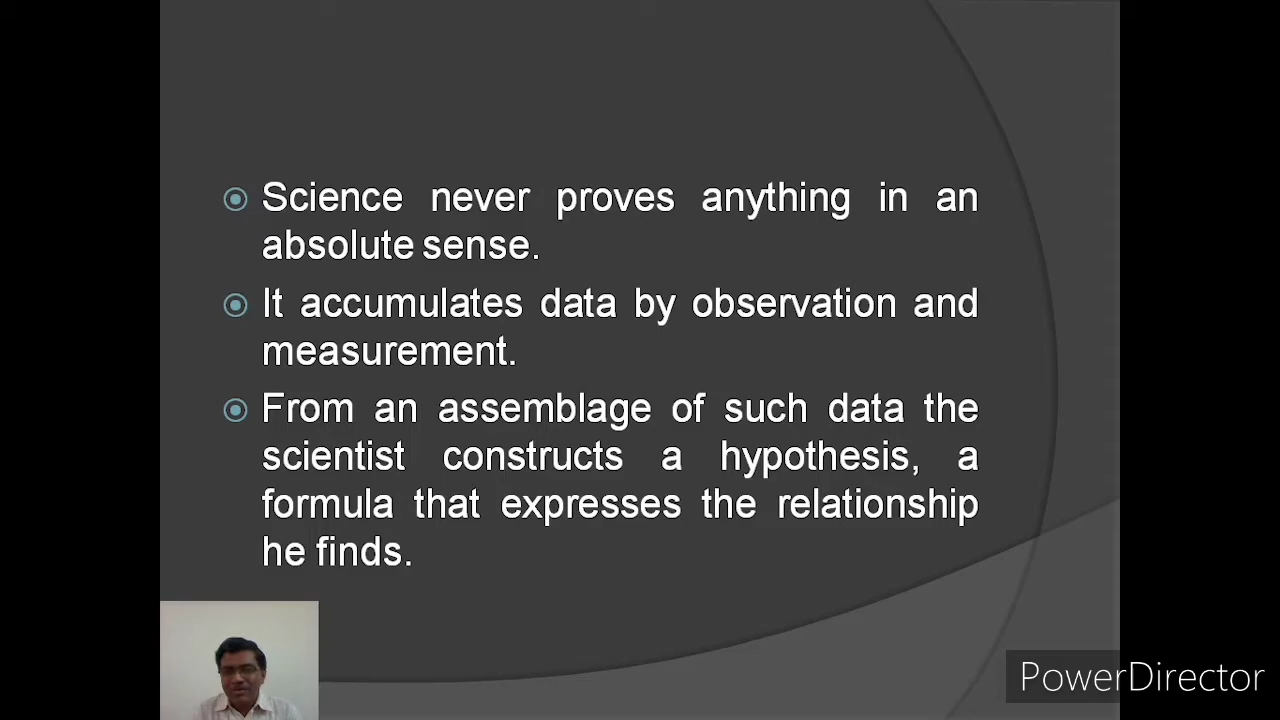 Science never proves anything in an
absolute sense.
It accumulates data by observation and
measurement.
From an assemblage of such data the
scientist constructs a hypothesis, a
formula that expresses the relationship
he finds.
PowerDirector